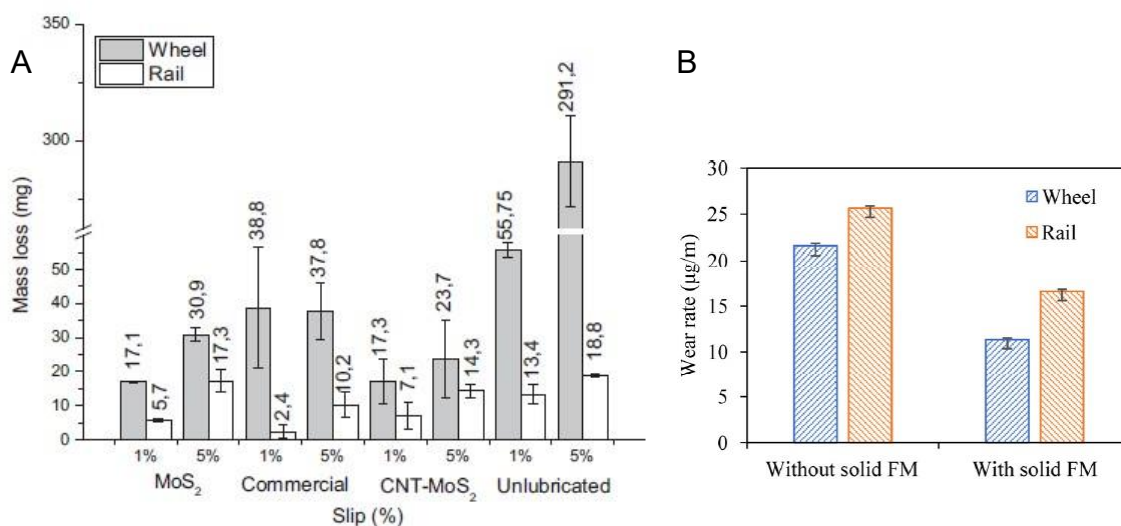 A
350
300
50
40
30
20
10
0
Mass loss (mg)
Wheel
Rail
17,1
5,7
30,9
17,3
38,8
2,4
37,8
10,2
17,3
7,1
23,7
14,3
55,75
13,4
291,2
18,8
1% 5% 1% 5% 1% 5% 1% 5%
MoS₂ Commercial CNT-MoS₂ Unlubricated
Slip (%)
B
30
25
20
15
10
5
0
Wear rate (µg/m)
Wheel
Rail
Without solid FM With solid FM